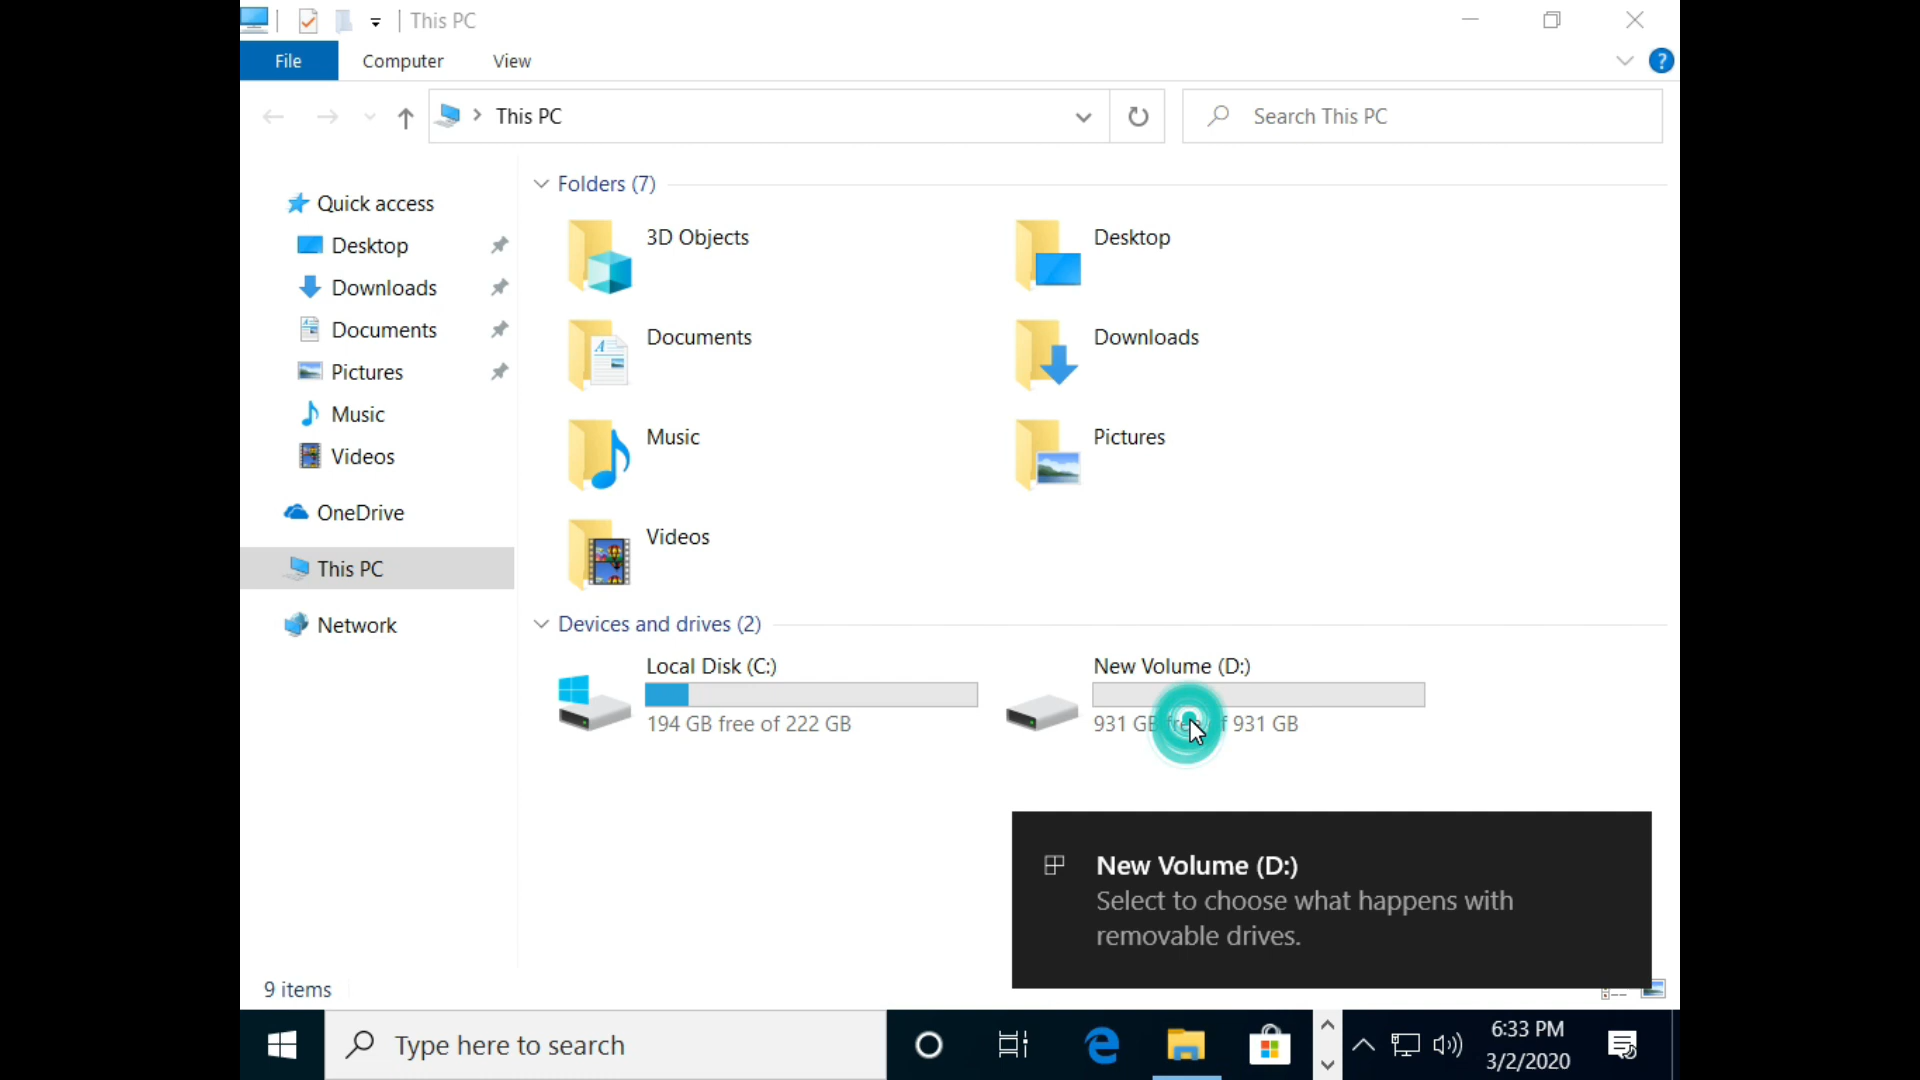 This PC
File
Computer
View
?
This PC
Search This PC
Quick access
Desktop
Downloads
Documents
Pictures
Music
Videos
OneDrive
This PC
Network
Folders (7)
3D Objects
Desktop
Documents
Downloads
Music
Pictures
Videos
Devices and drives (2)
Local Disk (C:)
194 GB free of 222 GB
New Volume (D:)
931 GB free of 931 GB
New Volume (D:)
Select to choose what happens with
removable drives.
9 items
Type here to search
6:33 PM
3/2/2020